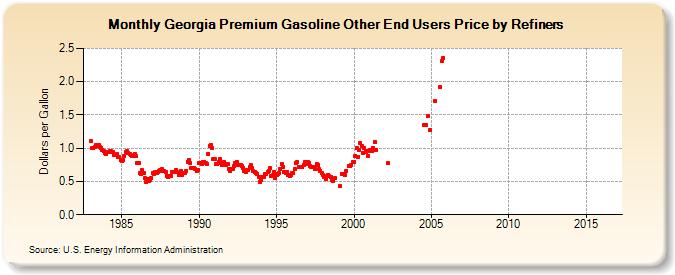 Monthly Georgia Premium Gasoline Other End Users Price by Refiners
Dollars per Gallon
2.5
2.0
1.5
1.0
0.5
0.0
1985 1990 1995 2000 2005 2010 2015
Source: U.S. Energy Information Administration